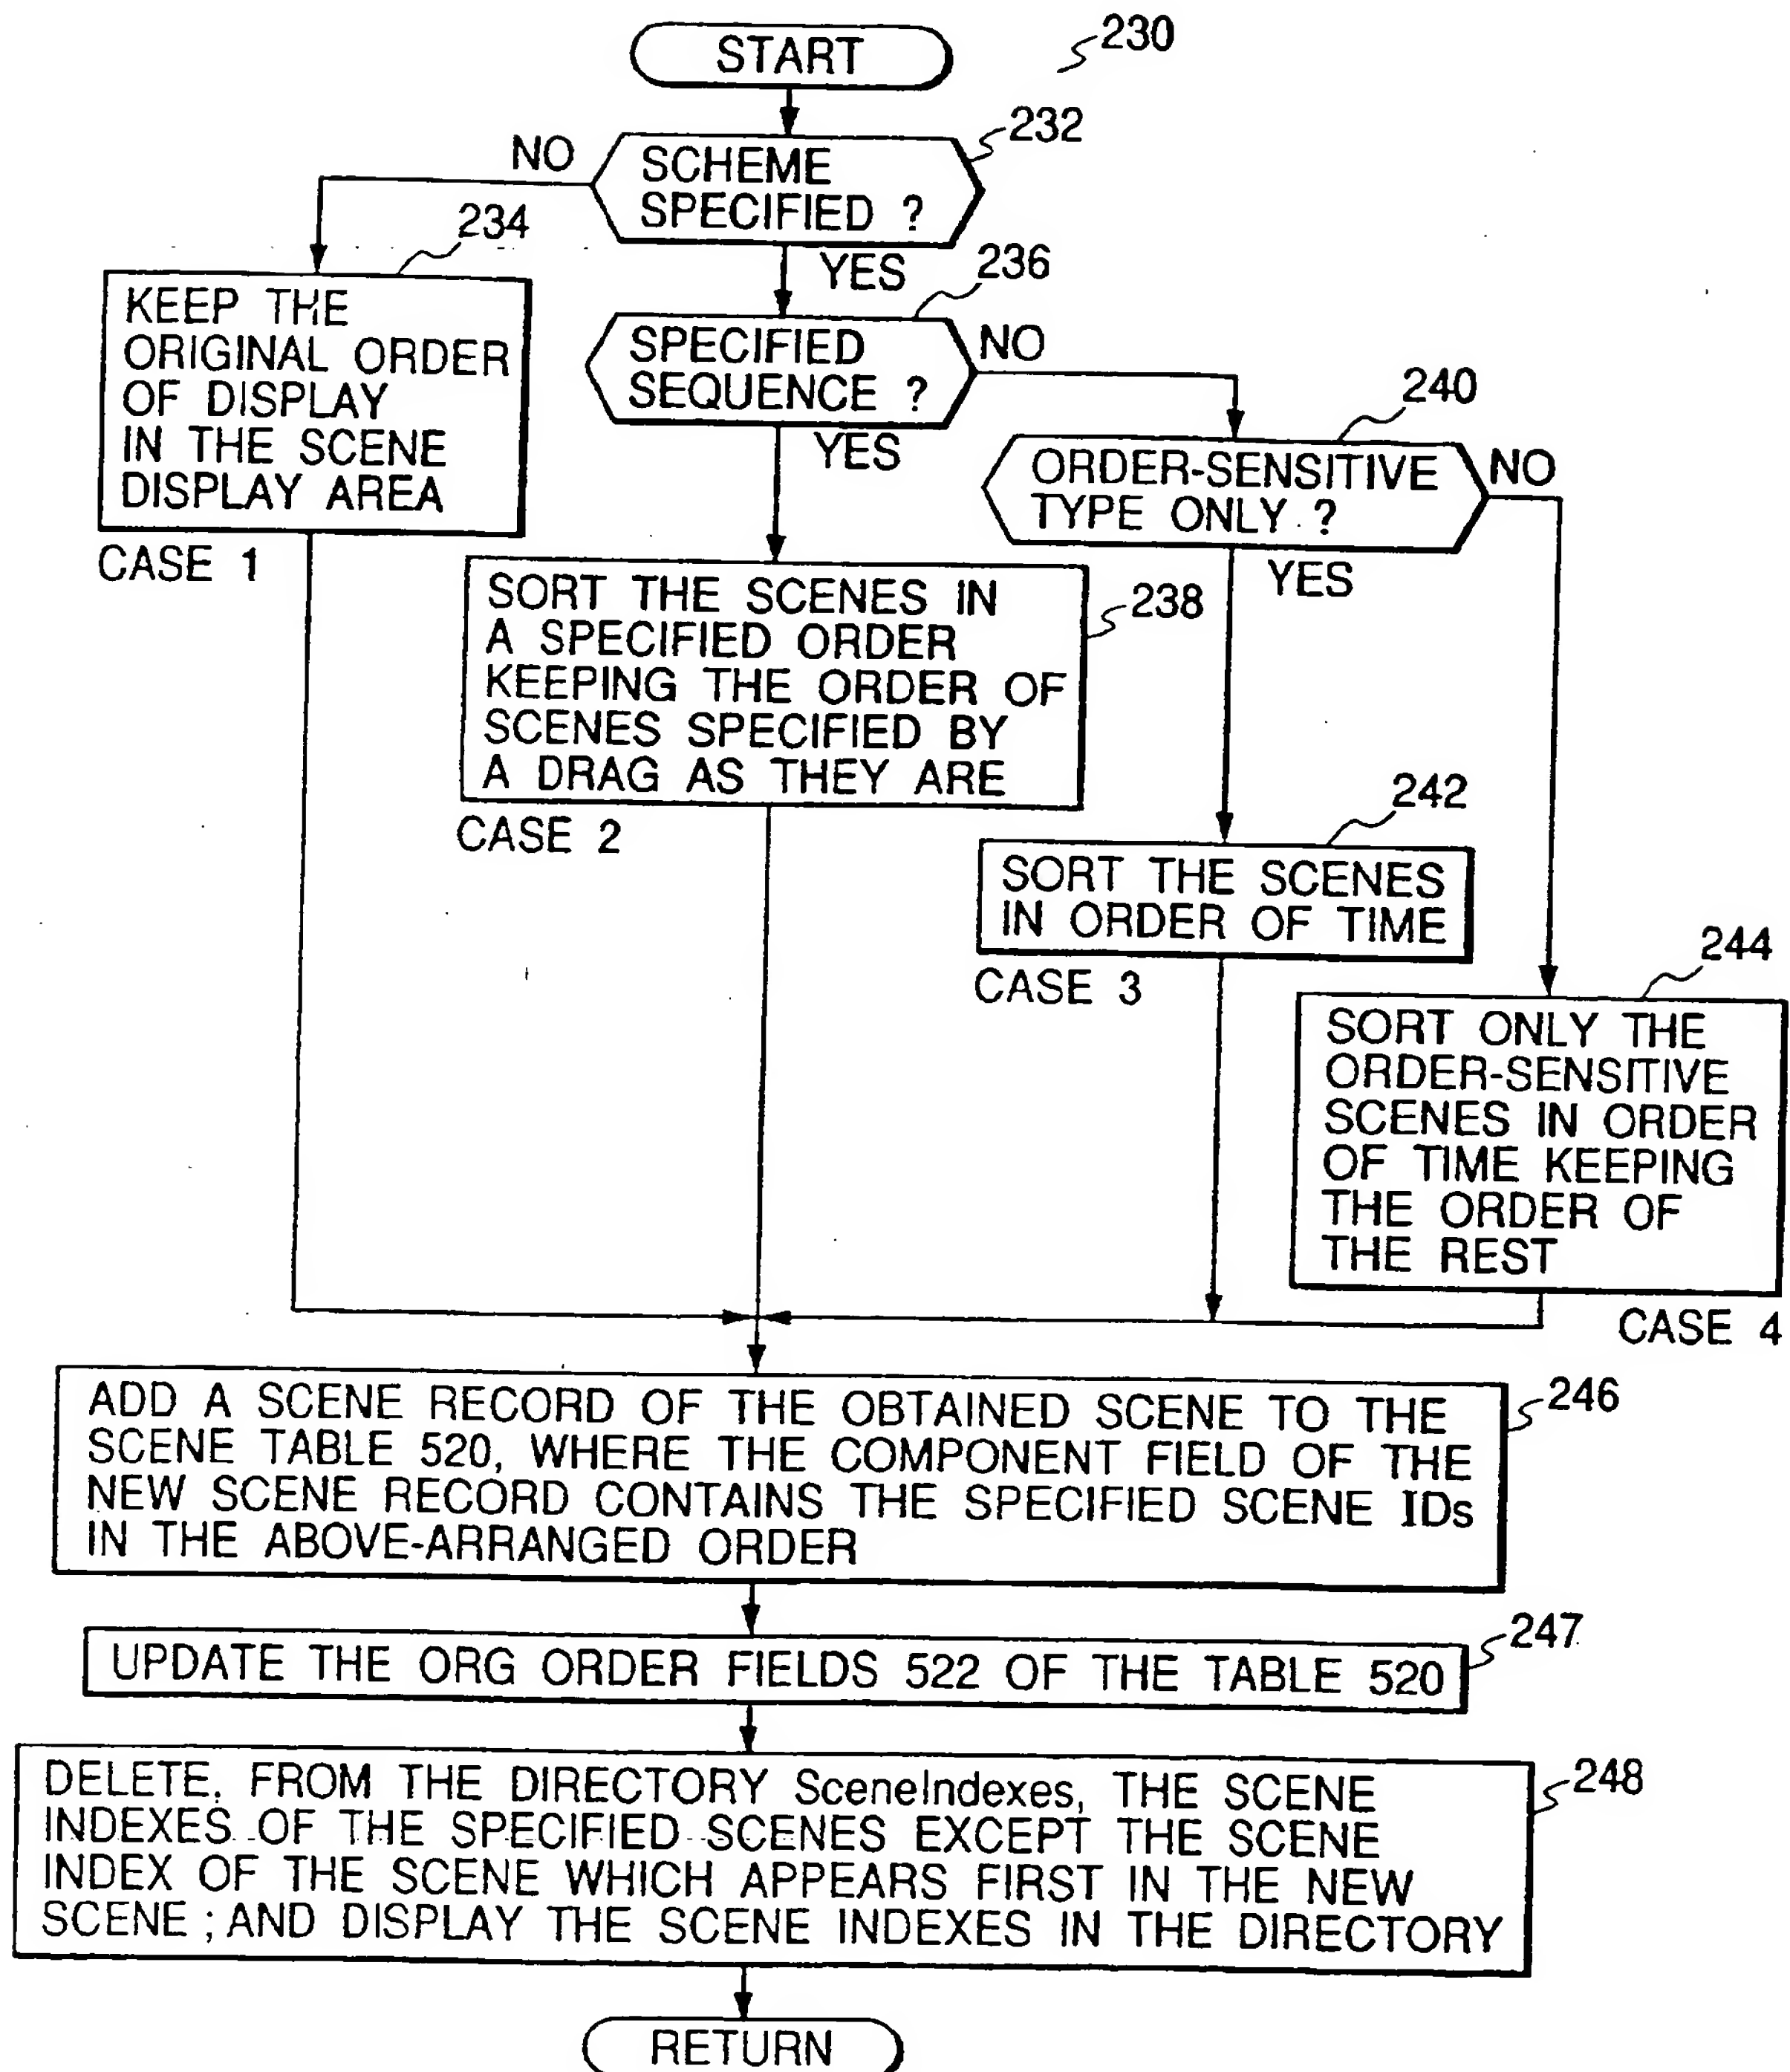 START
230
232
NO
SCHEME
SPECIFIED ?
234
YES
236
KEEP THE
ORIGINAL ORDER
OF DISPLAY
IN THE SCENE
DISPLAY AREA
CASE 1
SPECIFIED
SEQUENCE ?
NO
YES
240
ORDER-SENSITIVE
TYPE ONLY ?
NO
YES
SORT THE SCENES IN
A SPECIFIED ORDER
KEEPING THE ORDER OF
SCENES SPECIFIED BY
A DRAG AS THEY ARE
238
CASE 2
242
SORT THE SCENES
IN ORDER OF TIME
CASE 3
244
SORT ONLY THE
ORDER-SENSITIVE
SCENES IN ORDER
OF TIME KEEPING
THE ORDER OF
THE REST
CASE 4
ADD A SCENE RECORD OF THE OBTAINED SCENE TO THE
SCENE TABLE 520, WHERE THE COMPONENT FIELD OF THE
NEW SCENE RECORD CONTAINS THE SPECIFIED SCENE IDs
IN THE ABOVE-ARRANGED ORDER
246
UPDATE THE ORG ORDER FIELDS 522 OF THE TABLE 520
247
DELETE, FROM THE DIRECTORY SceneIndexes, THE SCENE
INDEXES OF THE SPECIFIED SCENES EXCEPT THE SCENE
INDEX OF THE SCENE WHICH APPEARS FIRST IN THE NEW
SCENE ; AND DISPLAY THE SCENE INDEXES IN THE DIRECTORY
248
RETURN